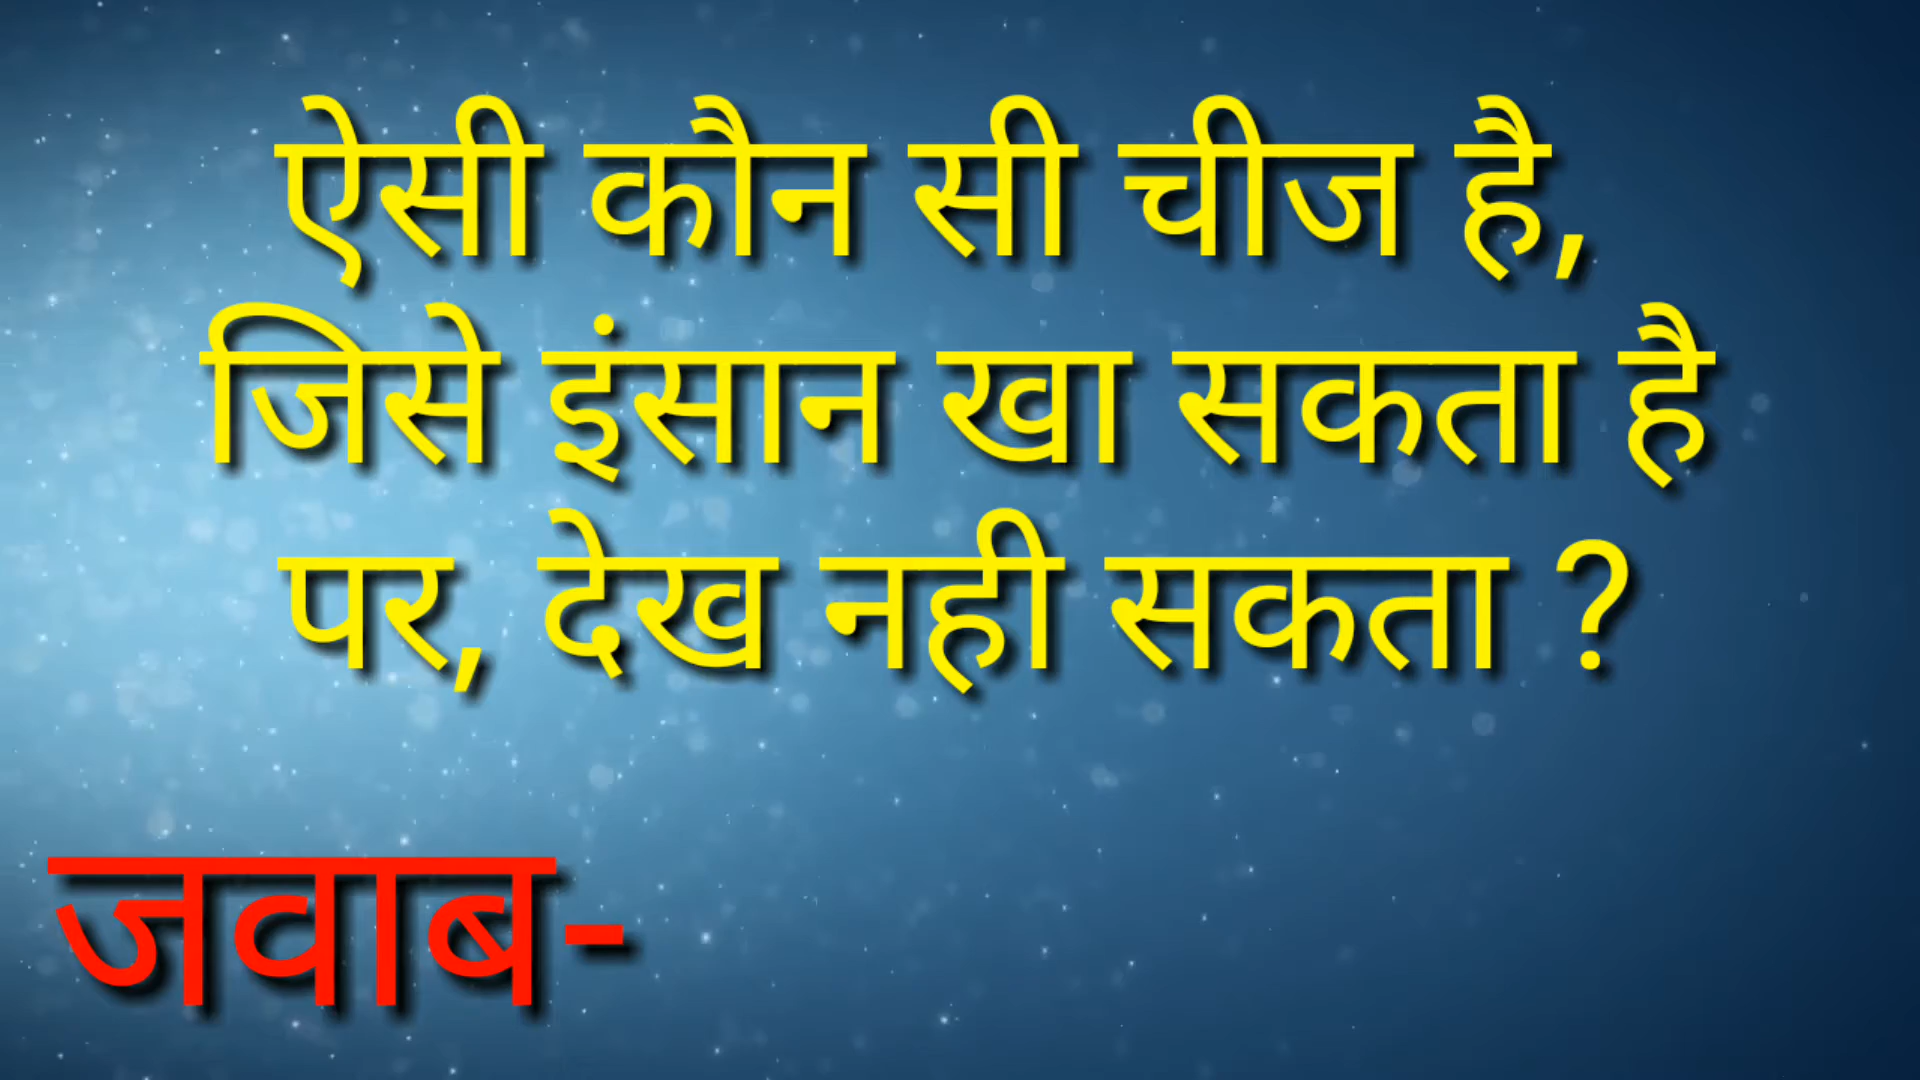 ऐसी कौन सी चीज है,
जिसे इंसान खा सकता है
पर, देख नही सकता ?
जवाब-